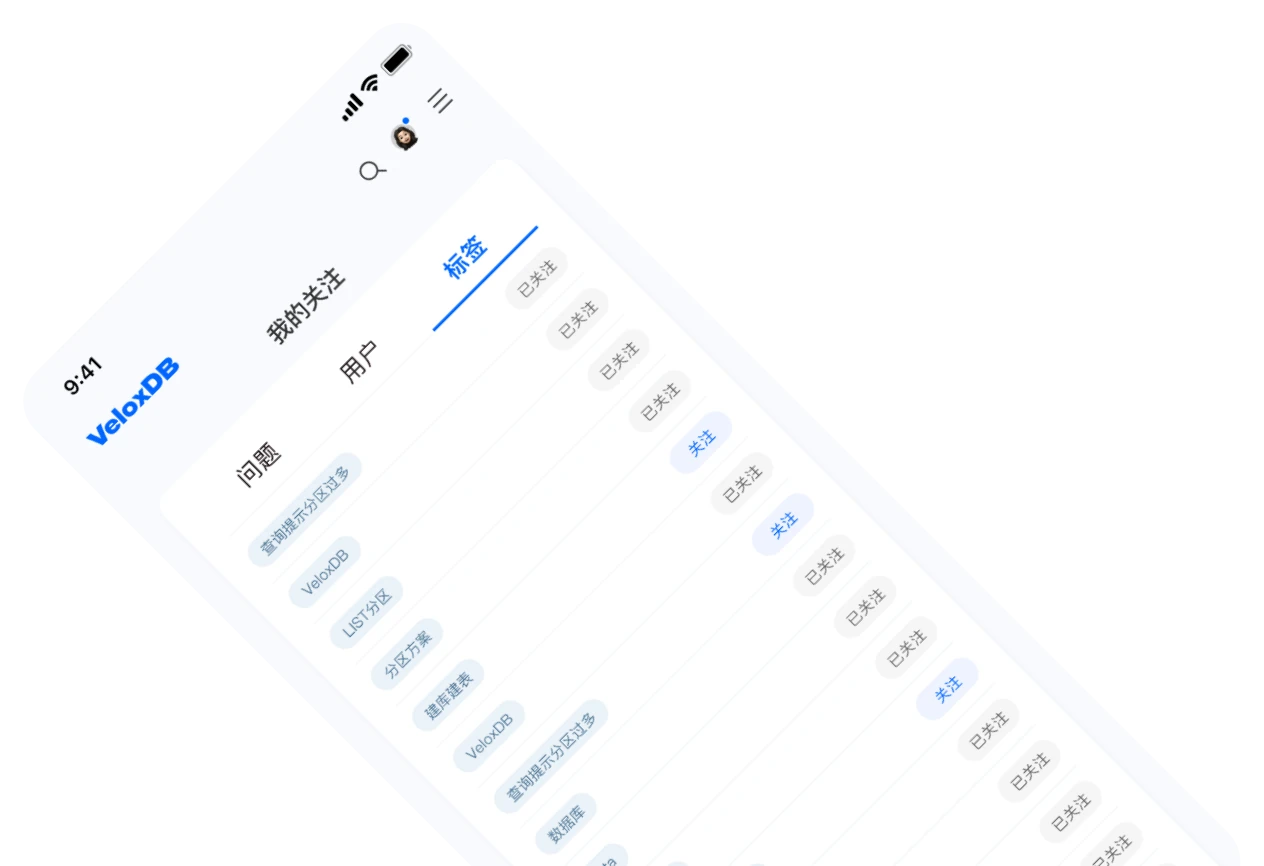 9:41
VeloxDB
我的关注
问题 用户 标签
查询提示分区过多 已关注
VeloxDB 已关注
LIST分区 已关注
分区方案 已关注
建库建表 关注
VeloxDB 已关注
查询提示分区过多 关注
数据库 已关注
已关注
已关注
关注
已关注
已关注
已关注
已关注